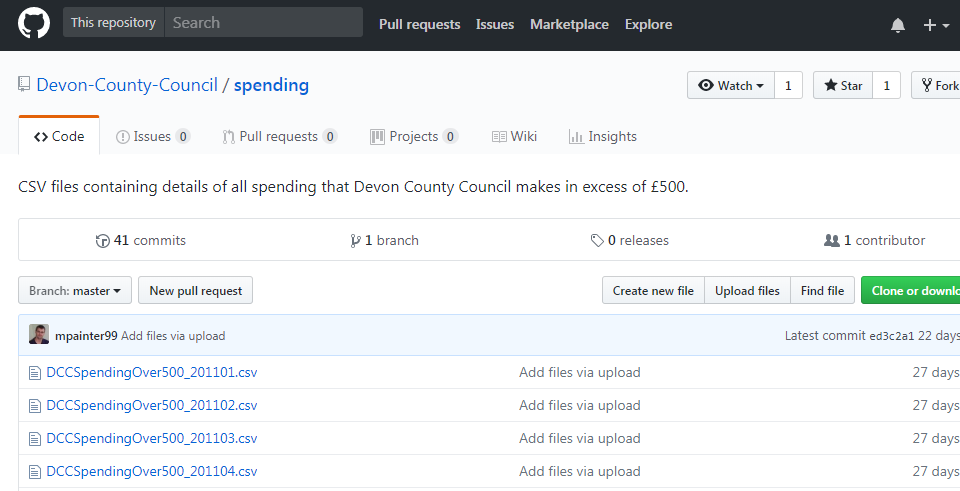 This repository Search Pull requests Issues Marketplace Explore
Devon-County-Council / spending Watch 1 Star 1 Fork
Code Issues 0 Pull requests 0 Projects 0 Wiki Insights
CSV files containing details of all spending that Devon County Council makes in excess of £500.
41 commits 1 branch 0 releases 1 contributor
Branch: master New pull request Create new file Upload files Find file Clone or downlo
mpainter99 Add files via upload Latest commit ed3c2a1 22 days
DCCSpendingOver500_201101.csv Add files via upload 27 days
DCCSpendingOver500_201102.csv Add files via upload 27 days
DCCSpendingOver500_201103.csv Add files via upload 27 days
DCCSpendingOver500_201104.csv Add files via upload 27 days